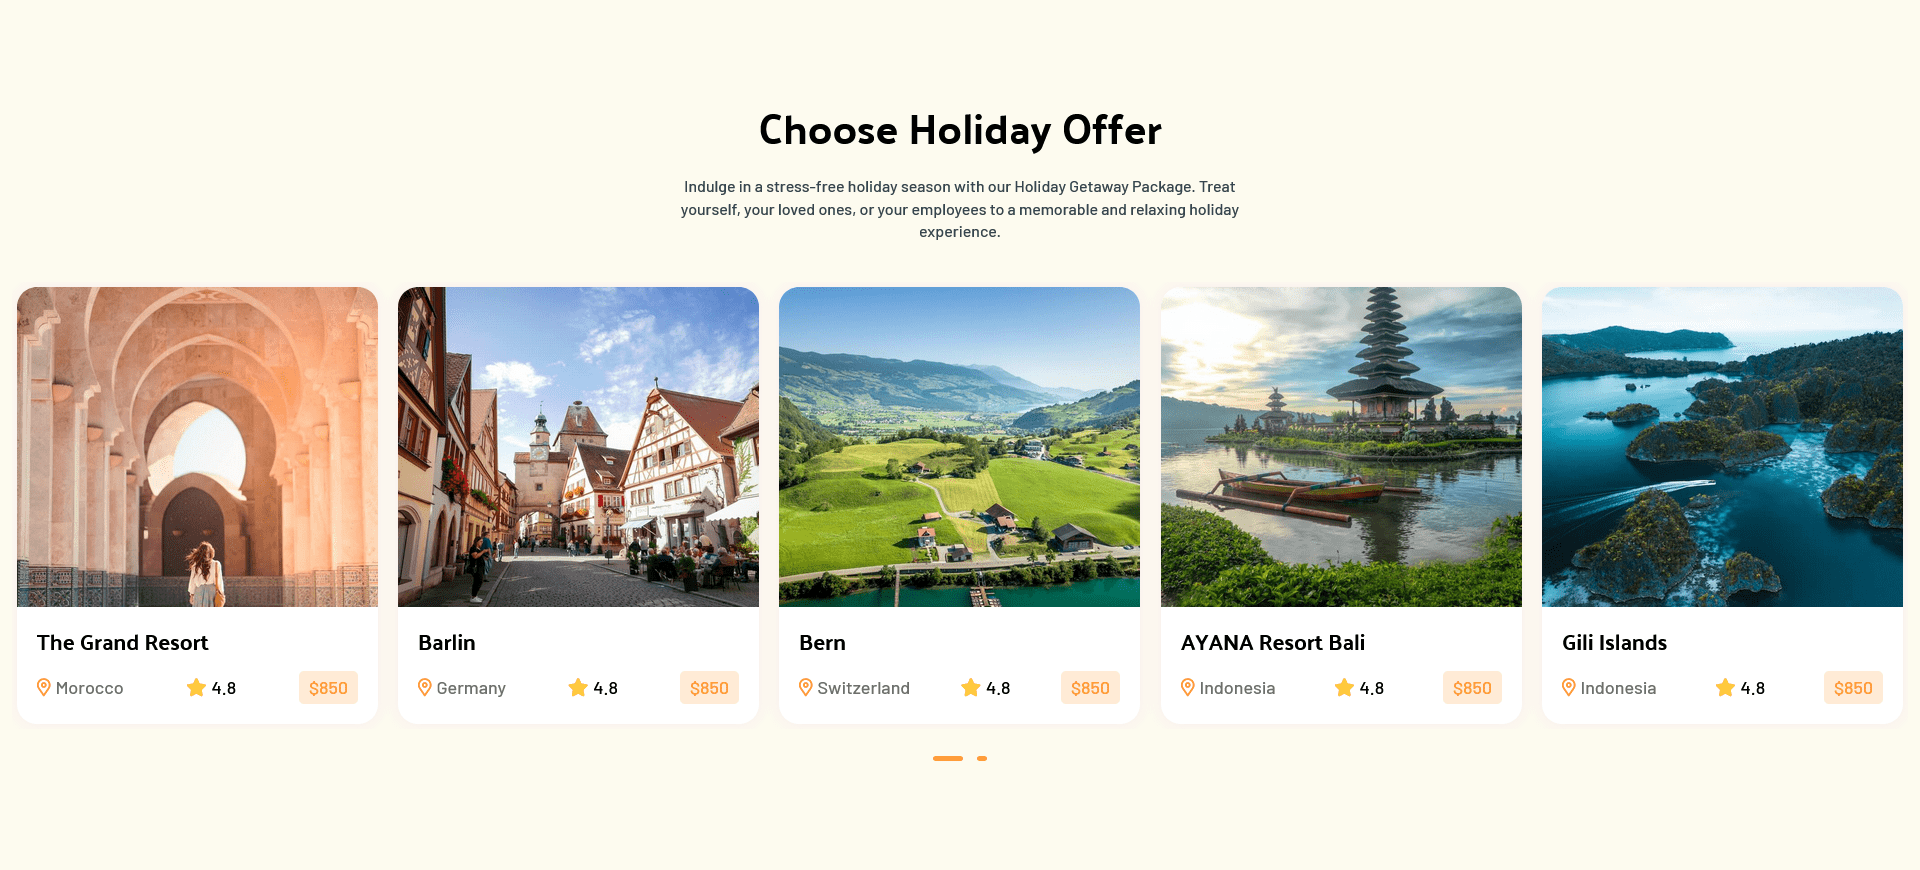 Choose Holiday Offer
Indulge in a stress-free holiday season with our Holiday Getaway Package. Treat
yourself, your loved ones, or your employees to a memorable and relaxing holiday
experience.
The Grand Resort
Morocco 4.8 $850
Barlin
Germany 4.8 $850
Bern
Switzerland 4.8 $850
AYANA Resort Bali
Indonesia 4.8 $850
Gili Islands
Indonesia 4.8 $850